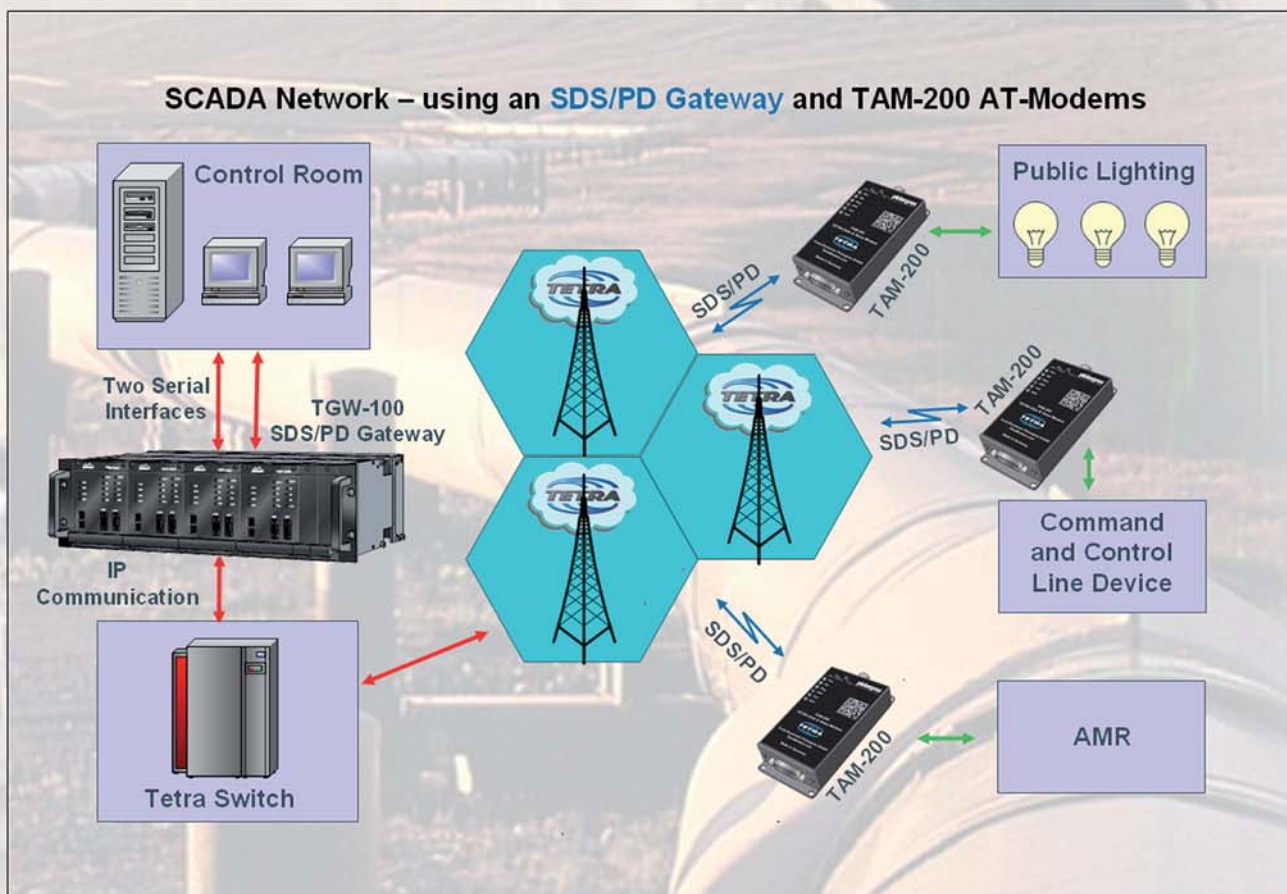 SCADA Network – using an SDS/PD Gateway and TAM-200 AT-Modems
Control Room
Two Serial
Interfaces
TGW-100
SDS/PD Gateway
IP
Communication
Tetra Switch
TETRA
TETRA
TETRA
SDS/PD
TAM-200
Public Lighting
SDS/PD
TAM-200
Command
and Control
Line Device
SDS/PD
TAM-200
AMR